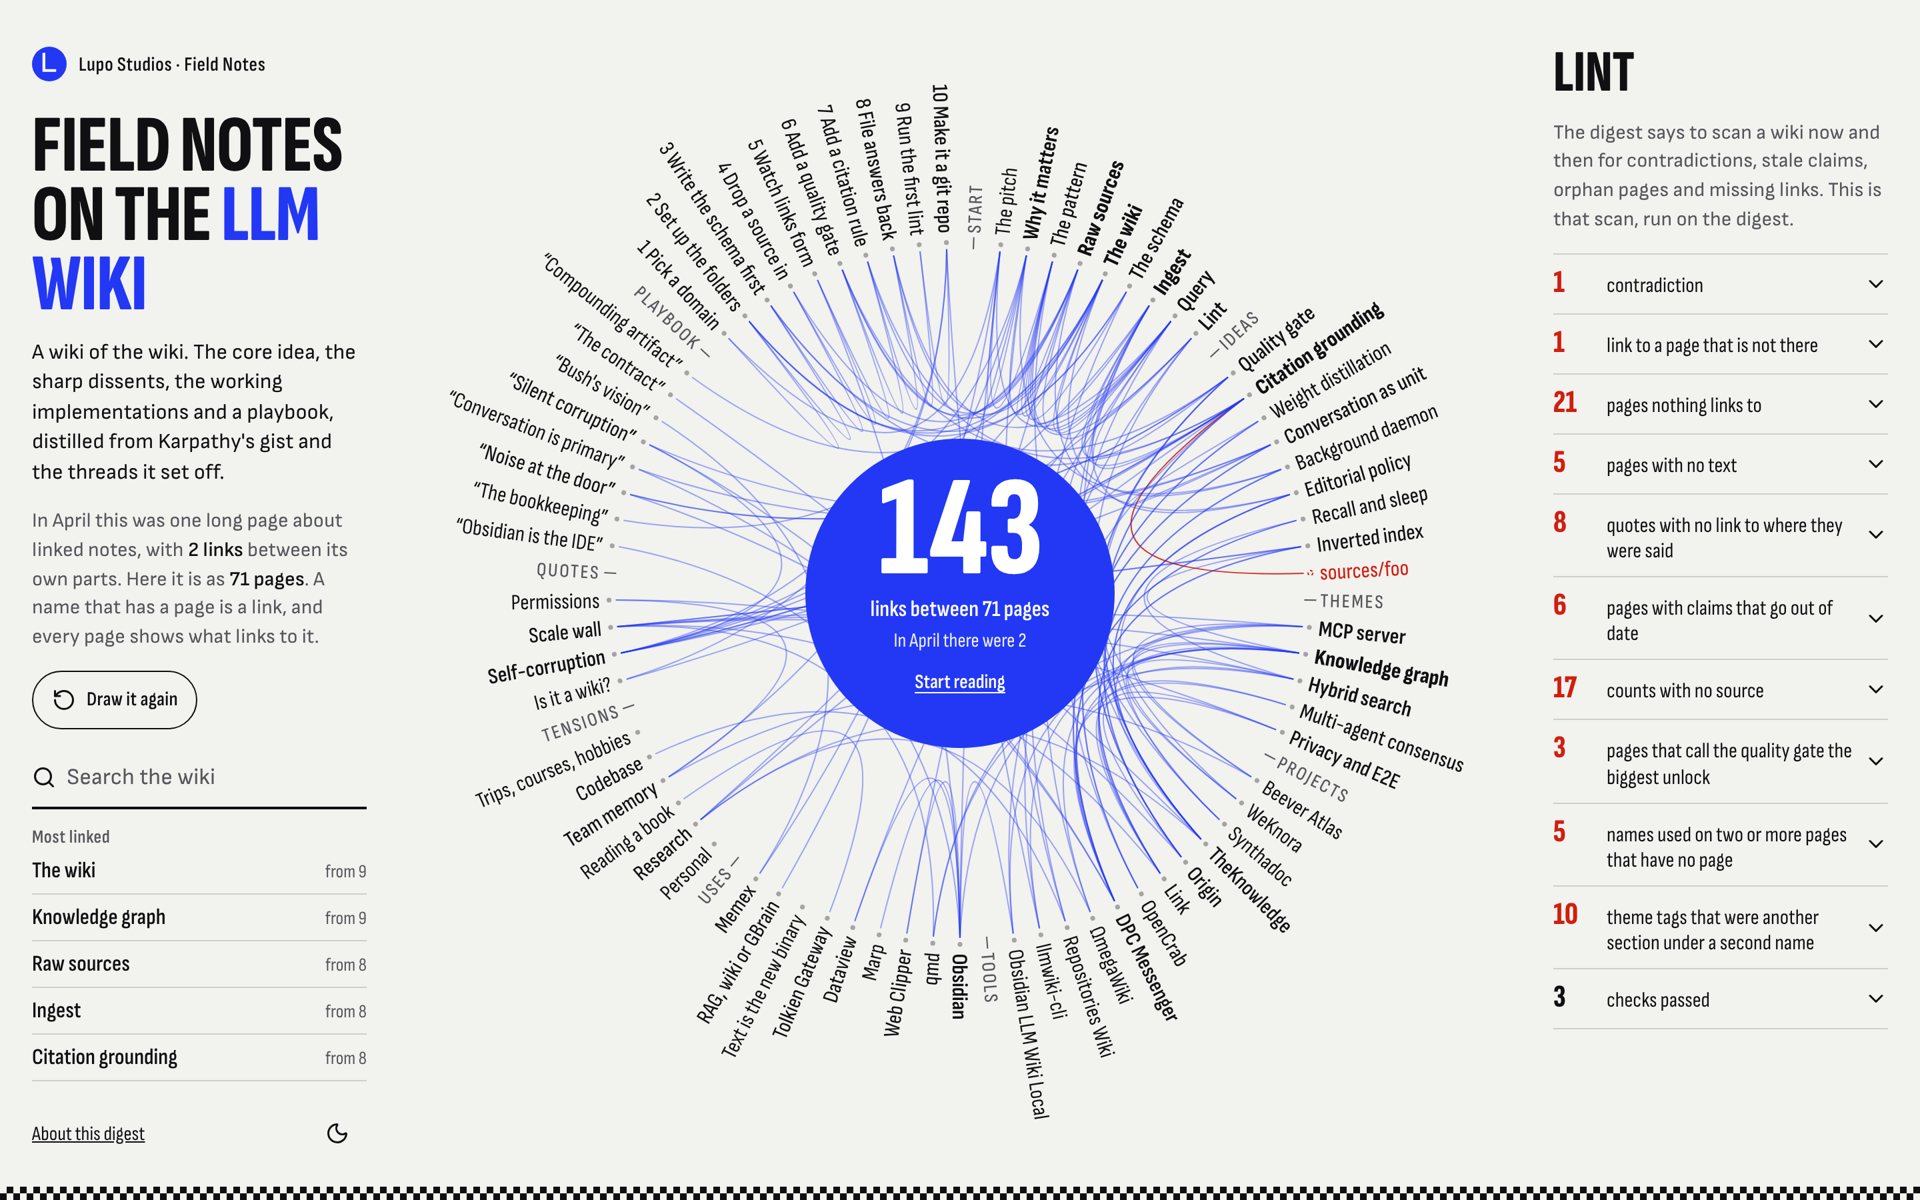 L
Lupo Studios · Field Notes
FIELD NOTES
ON THE LLM
WIKI
A wiki of the wiki. The core idea, the
sharp dissents, the working
implementations and a playbook,
distilled from Karpathy's gist and
the threads it set off.
In April this was one long page about
linked notes, with 2 links between its
own parts. Here it is as 71 pages. A
name that has a page is a link, and
every page shows what links to it.
Draw it again
Search the wiki
Most linked
The wiki from 9
Knowledge graph from 9
Raw sources from 8
Ingest from 8
Citation grounding from 8
About this digest
START
The pitch
Why it matters
The pattern
Raw sources
The wiki
The schema
Ingest
Query
Lint
IDEAS
Quality gate
Citation grounding
Weight distillation
Conversation as unit
Background daemon
Editorial policy
Recall and sleep
Inverted index
sources/foo
THEMES
MCP server
Knowledge graph
Hybrid search
Multi-agent consensus
Privacy and E2E
PROJECTS
Beever Atlas
WeKnora
Synthadoc
TheKnowledge
Origin
Link
OpenCrab
DPC Messenger
OmegaWiki
Repositories Wiki
llmwiki-cli
Obsidian LLM Wiki Local
TOOLS
Obsidian
qmd
Web Clipper
Marp
Dataview
Tolkien Gateway
Text is the new binary
RAG, wiki or GBrain
Memex
USES
Personal
Research
Reading a book
Team memory
Codebase
Trips, courses, hobbies
TENSIONS
Is it a wiki?
Self-corruption
Scale wall
Permissions
QUOTES
“Obsidian is the IDE”
“The bookkeeping”
“Noise at the door”
“Conversation is primary”
“Silent corruption”
“Bush's vision”
“The contract”
“Compounding artifact”
PLAYBOOK
1 Pick a domain
2 Set up the folders
3 Write the schema first
4 Drop a source in
5 Watch links form
6 Add a quality gate
7 Add a citation rule
8 File answers back
9 Run the first lint
10 Make it a git repo
143
links between 71 pages
In April there were 2
Start reading
LINT
The digest says to scan a wiki now and
then for contradictions, stale claims,
orphan pages and missing links. This is
that scan, run on the digest.
1 contradiction
1 link to a page that is not there
21 pages nothing links to
5 pages with no text
8 quotes with no link to where they
were said
6 pages with claims that go out of
date
17 counts with no source
3 pages that call the quality gate the
biggest unlock
5 names used on two or more pages
that have no page
10 theme tags that were another
section under a second name
3 checks passed